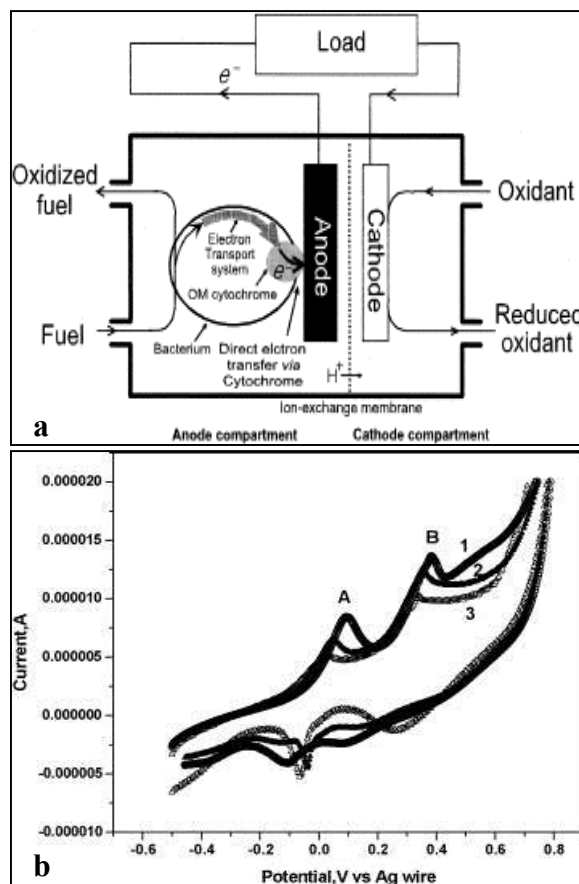 Load
e⁻
Oxidized
fuel
Oxidant
Electron
Transport
system
e⁻
OM cytochrome
Anode
Cathode
Fuel
Bacterium
Direct elctron
transfer via
Cytochrome
H⁺
Reduced
oxidant
Ion-exchange membrane
a
Anode compartment
Cathode compartment
0.000020
0.000015
0.000010
0.000005
0.000000
-0.000005
-0.000010
Current,A
A
B
1
2
3
-0.6
-0.4
-0.2
0.0
0.2
0.4
0.6
0.8
b
Potential,V vs Ag wire